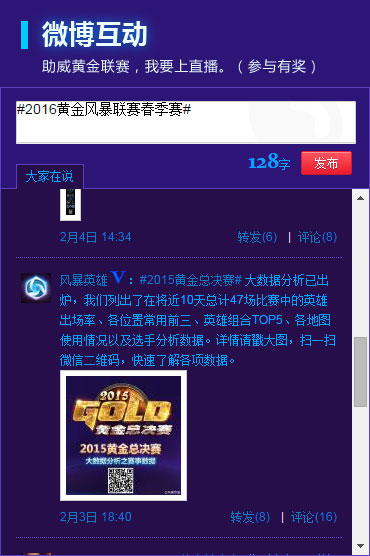 微博互动
助威黄金联赛，我要上直播。（参与有奖）
#2016黄金风暴联赛春季赛#
128字
发布
大家在说
2月4日 14:34
转发(6) | 评论(8)
风暴英雄 V：#2015黄金总决赛# 大数据分析已出
炉，我们列出了在将近10天总计47场比赛中的英雄
出场率、各位置常用前三、英雄组合TOP5、各地图
使用情况以及选手分析数据。详情请戳大图，扫一扫
微信二维码，快速了解各项数据。
2015
GOLD
黄金总决赛
2015黄金总决赛
大数据分析之赛事数据
2月3日 18:40
转发(8) | 评论(16)